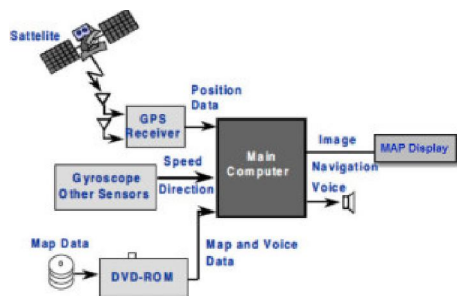 Sattelite
Position
Data
GPS
Receiver
Main
Computer
Image
MAP Display
Navigation
Voice
Speed
Direction
Gyroscope
Other Sensors
Map Data
Map and Voice
Data
DVD-ROM